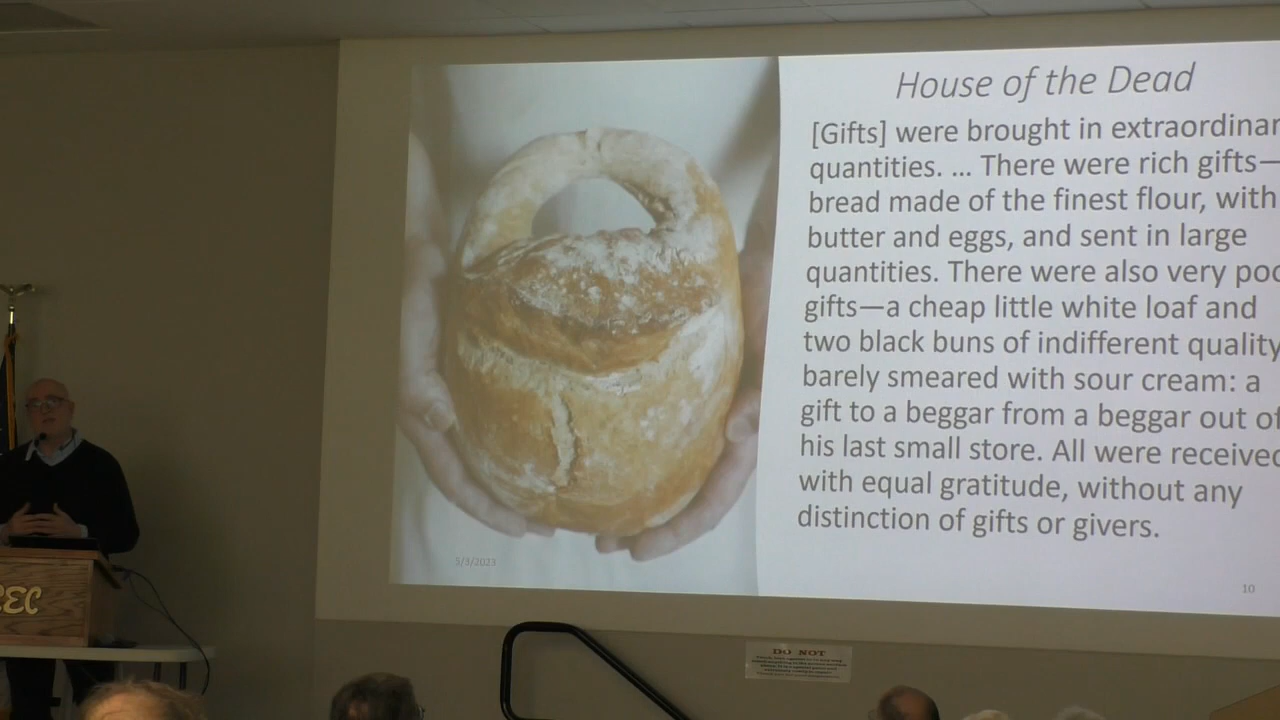 House of the Dead
[Gifts] were brought in extraordinar
quantities. ... There were rich gifts—
bread made of the finest flour, with
butter and eggs, and sent in large
quantities. There were also very poo
gifts—a cheap little white loaf and
two black buns of indifferent quality
barely smeared with sour cream: a
gift to a beggar from a beggar out of
his last small store. All were received
with equal gratitude, without any
distinction of gifts or givers.
5/3/2023
10
CEC
DO NOT